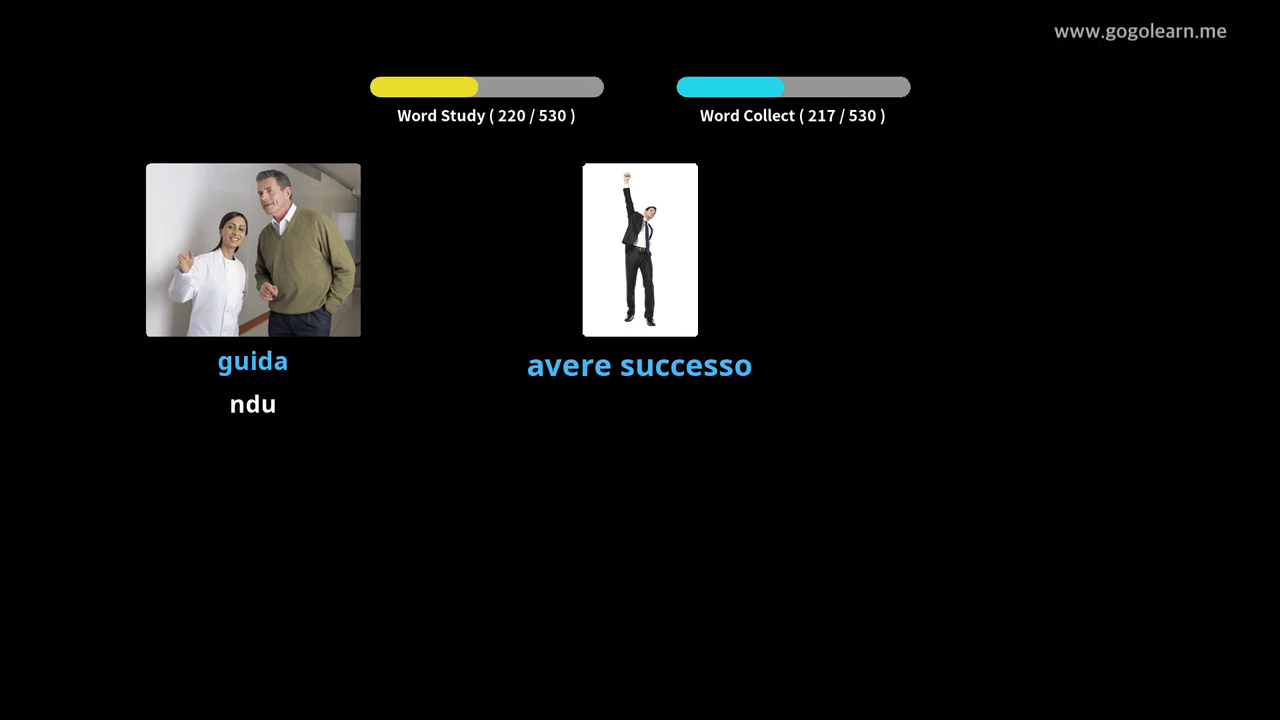 www.gogolearn.me
Word Study ( 220 / 530 )
Word Collect ( 217 / 530 )
guida
ndu
avere successo